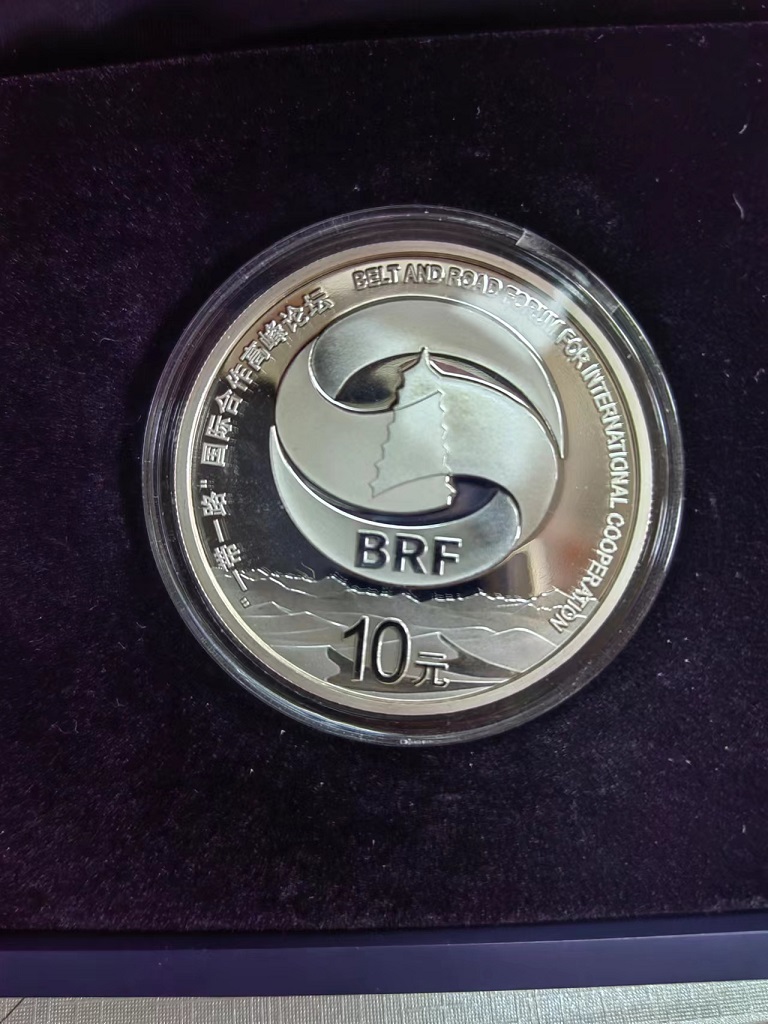 “一带一路”国际合作高峰论坛
BELT AND ROAD FORUM FOR INTERNATIONAL COOPERATION
BRF
10元